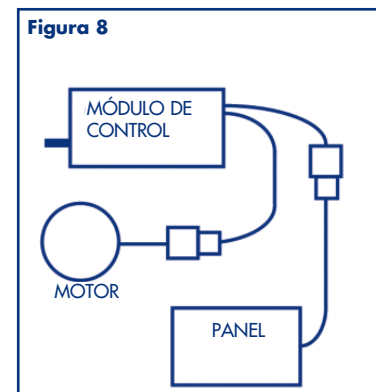 Figura 8
MÓDULO DE
CONTROL
MOTOR
PANEL